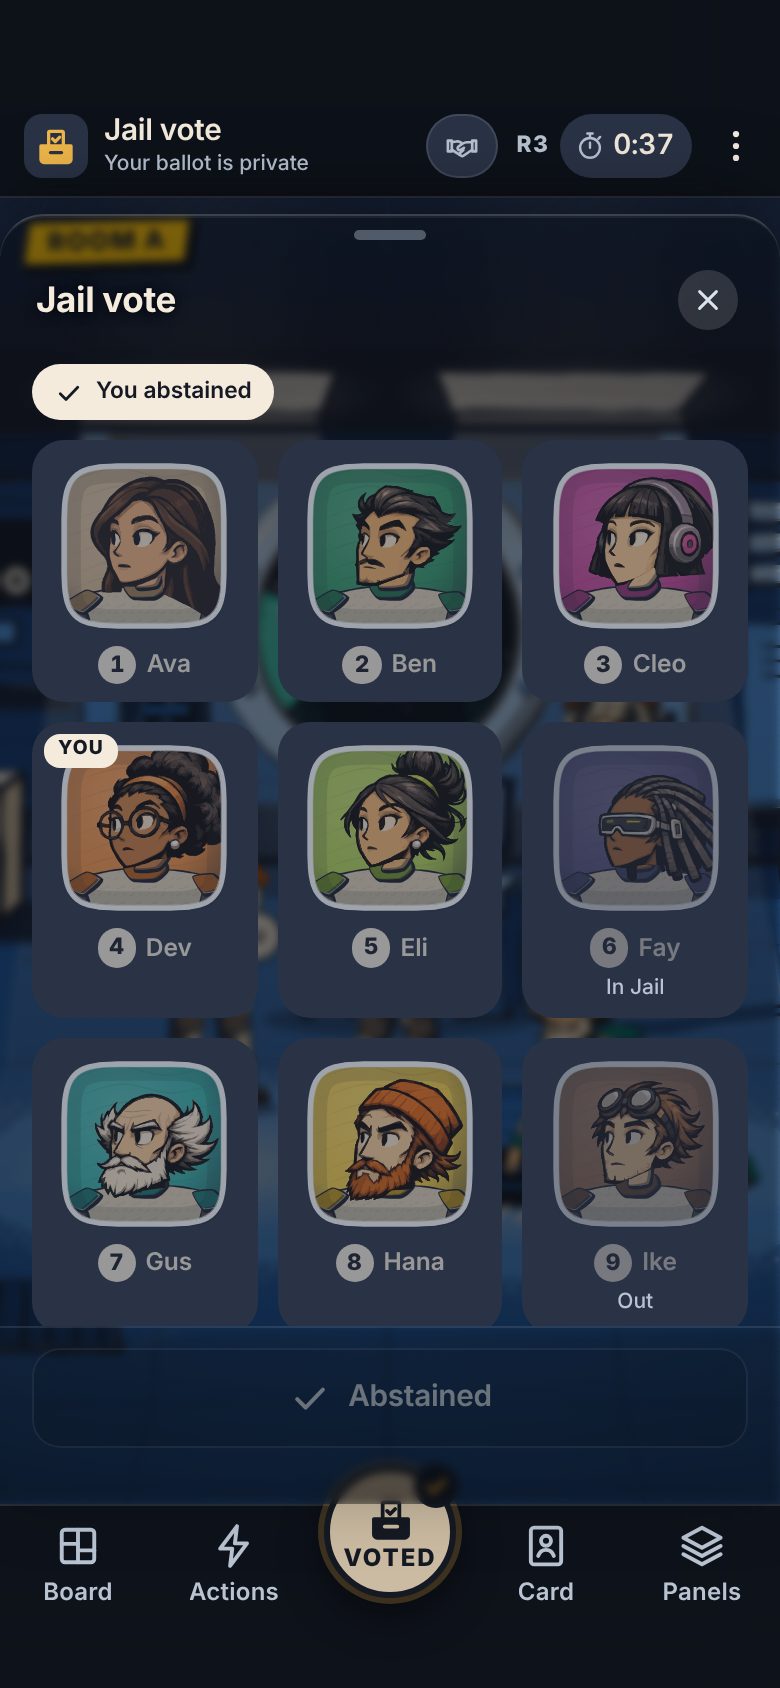 Jail vote
Your ballot is private
R3
0:37
ROOM A
Jail vote
You abstained
1 Ava
2 Ben
3 Cleo
YOU
4 Dev
5 Eli
6 Fay
In Jail
7 Gus
8 Hana
9 Ike
Out
Abstained
VOTED
Board
Actions
Card
Panels